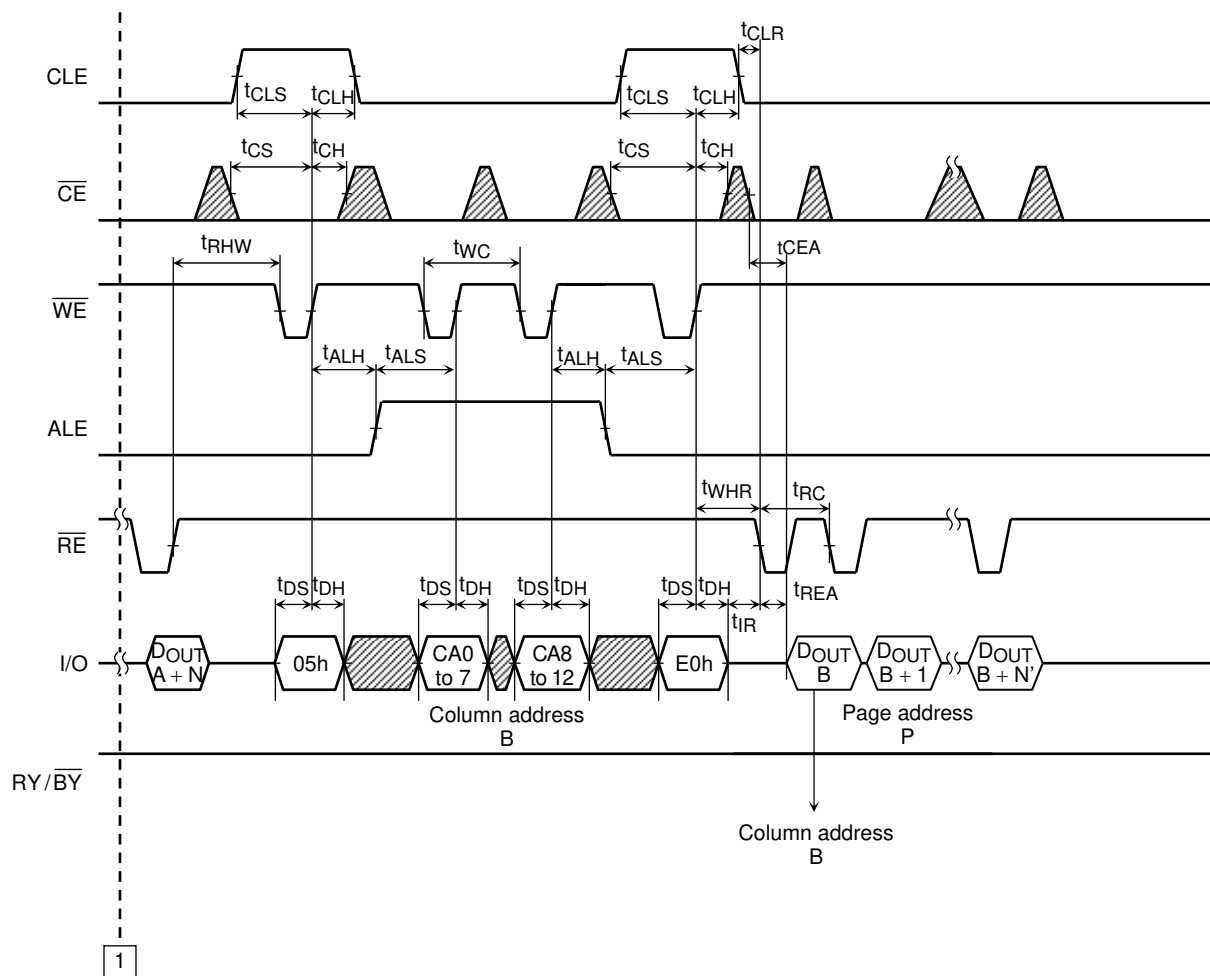 tCLR
CLE
tCLS tCLH tCLS tCLH
tCS tCH tCS tCH
CE
tRHW tWC tCEA
WE
tALH tALS tALH tALS
ALE
tWHR tRC
RE
tDS tDH tDS tDH tDS tDH tDS tDH tREA
tIR
I/O
DOUT
A + N
05h
CA0
to 7
CA8
to 12
E0h
DOUT
B
DOUT
B + 1
DOUT
B + N'
Column address
B
Page address
P
RY/BY
Column address
B
1